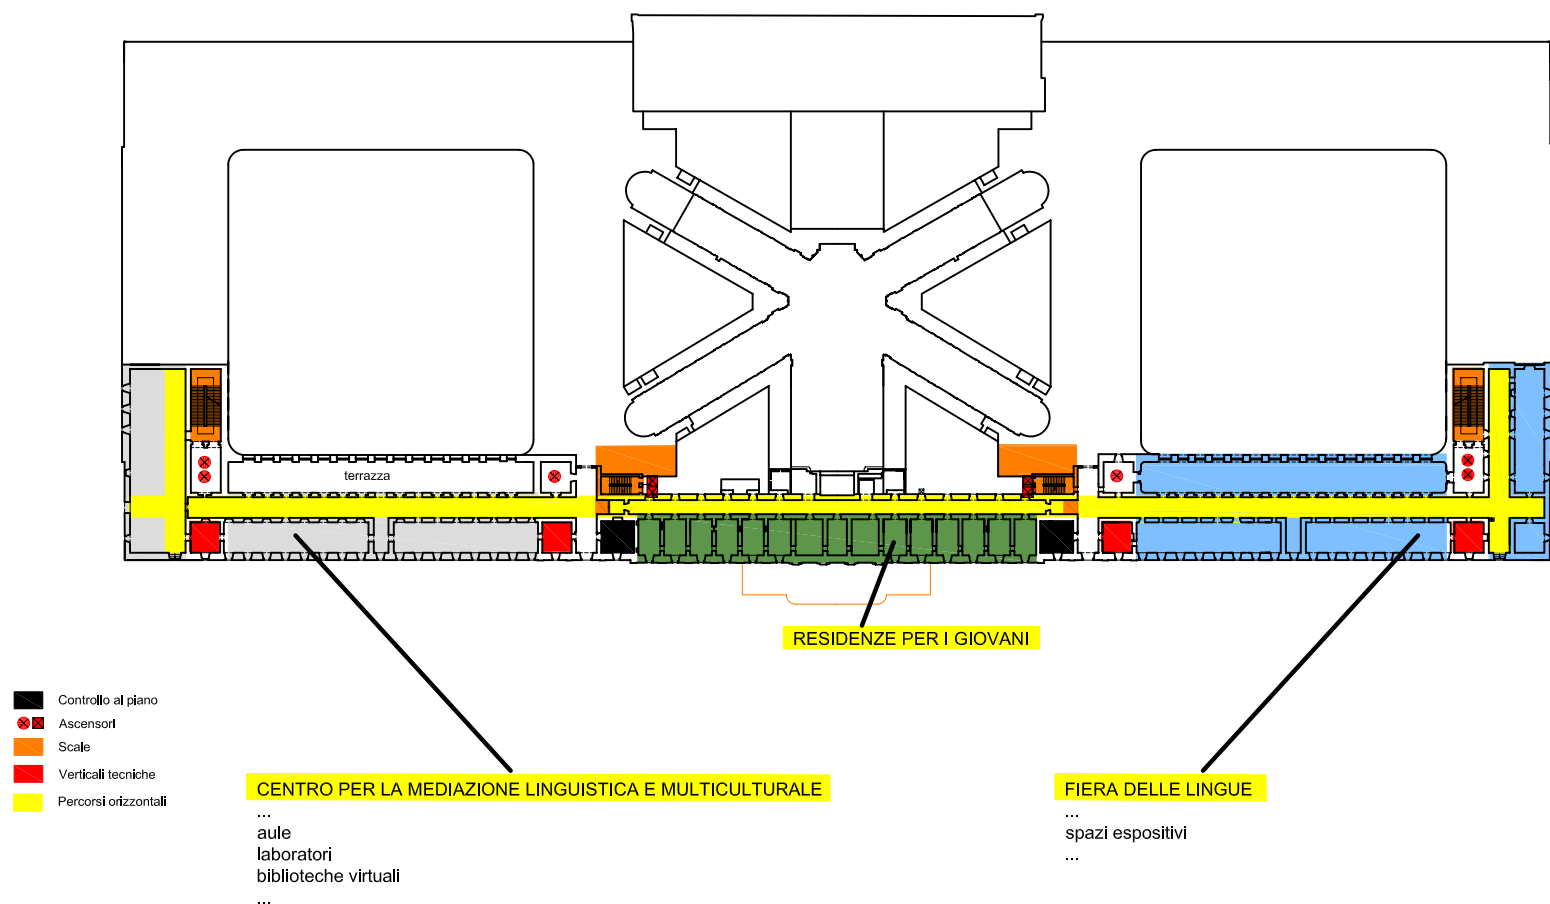 terrazza
RESIDENZE PER I GIOVANI
Controllo al piano
Ascensori
Scale
Verticali tecniche
Percorsi orizzontali
CENTRO PER LA MEDIAZIONE LINGUISTICA E MULTICULTURALE
...
aule
laboratori
biblioteche virtuali
...
FIERA DELLE LINGUE
...
spazi espositivi
...